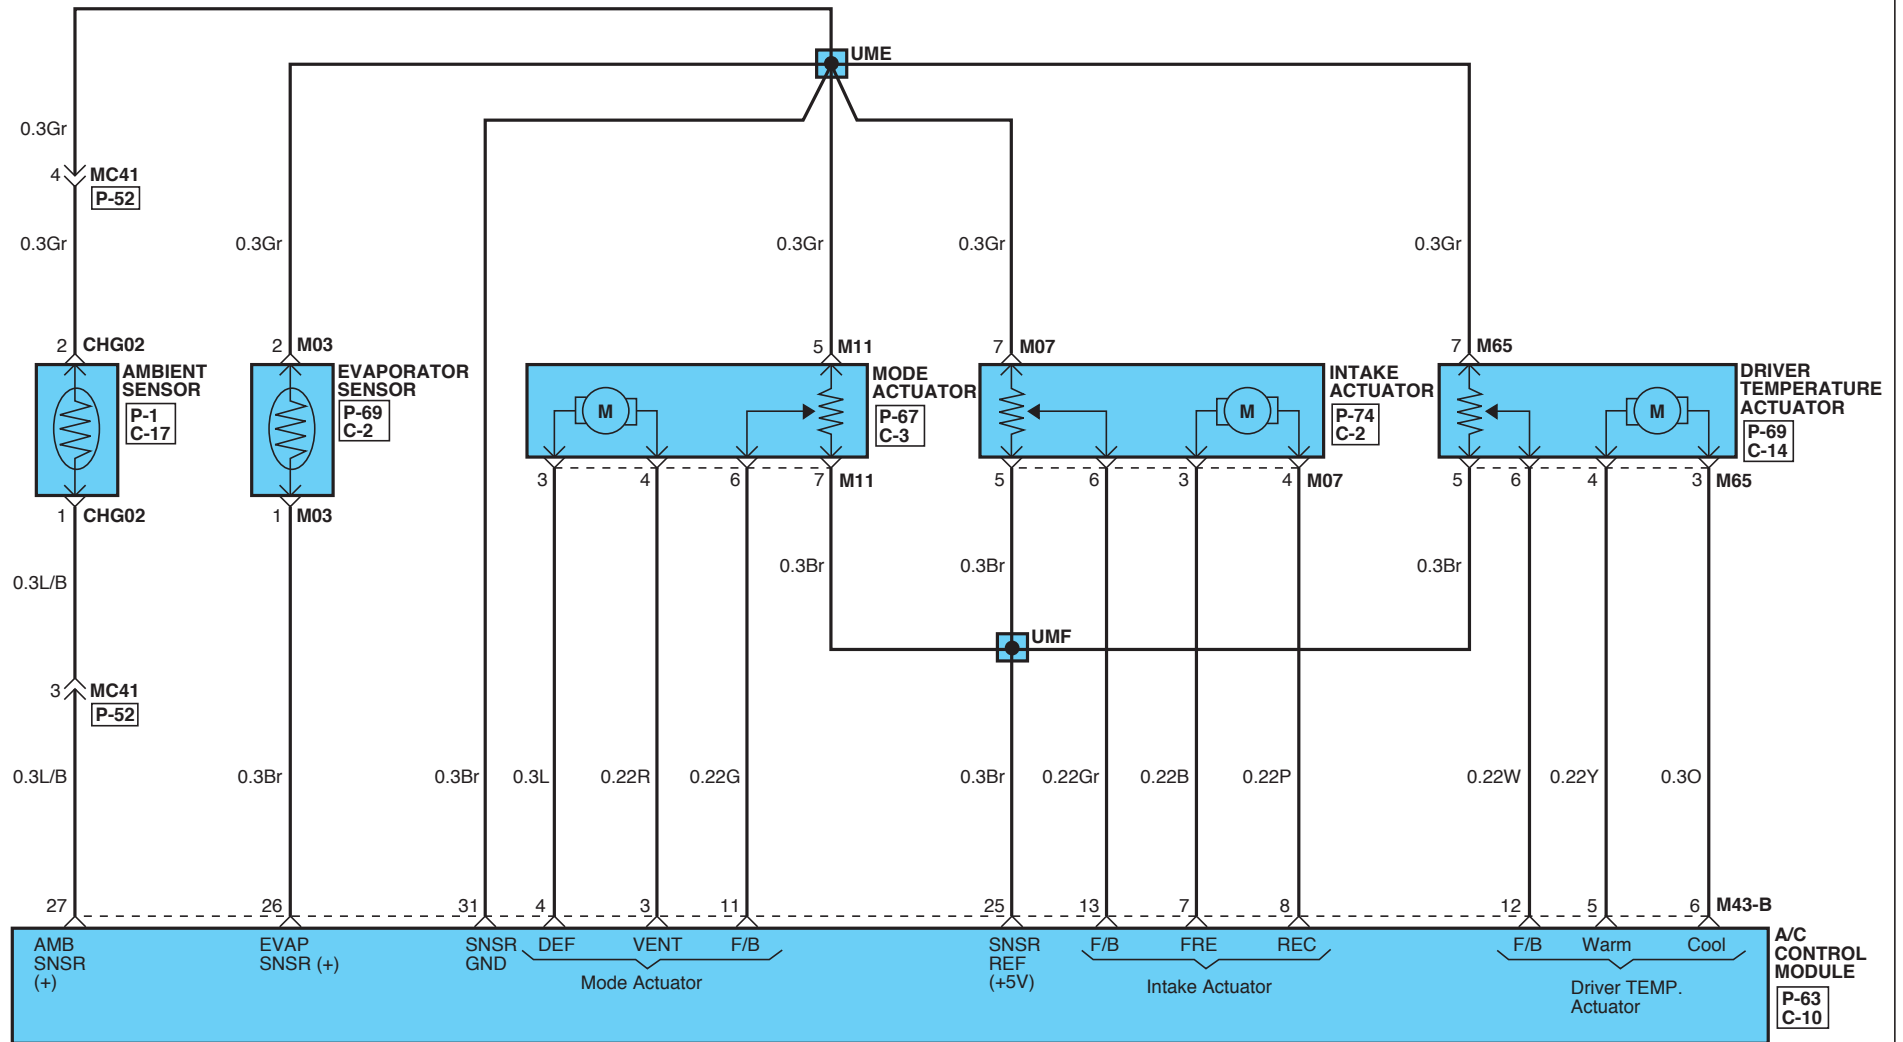 UME
0.3Gr
4 MC41
P-52
0.3Gr
0.3Gr
0.3Gr
0.3Gr
0.3Gr
2 CHG02
2 M03
5 M11
7 M07
7 M65
AMBIENT
SENSOR
P-1
C-17
EVAPORATOR
SENSOR
P-69
C-2
M
MODE
ACTUATOR
P-67
C-3
M
INTAKE
ACTUATOR
P-74
C-2
M
DRIVER
TEMPERATURE
ACTUATOR
P-69
C-14
3 4 6 7 M11
5 6 3 4 M07
5 6 4 3 M65
1 CHG02
1 M03
0.3Br
0.3Br
0.3Br
0.3L/B
UMF
3 MC41
P-52
0.3L/B
0.3Br
0.3Br
0.3L
0.22R
0.22G
0.3Br
0.22Gr
0.22B
0.22P
0.22W
0.22Y
0.3O
27 26 31 4 3 11 25 13 7 8 12 5 6 M43-B
AMB
SNSR
(+)
EVAP
SNSR (+)
SNSR
GND
DEF VENT F/B
Mode Actuator
SNSR
REF
(+5V)
F/B FRE REC
Intake Actuator
F/B Warm Cool
Driver TEMP.
Actuator
A/C
CONTROL
MODULE
P-63
C-10